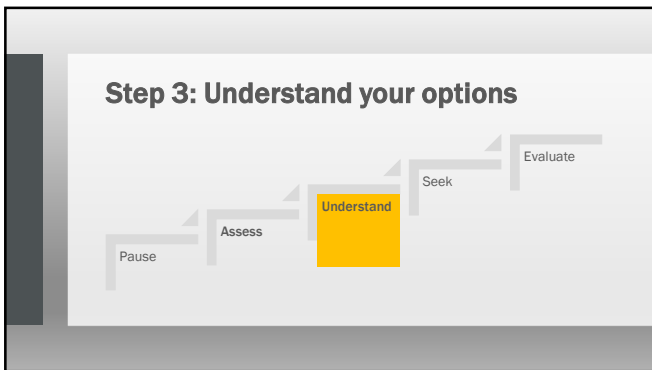 Step 3: Understand your options
Pause
Assess
Understand
Seek
Evaluate